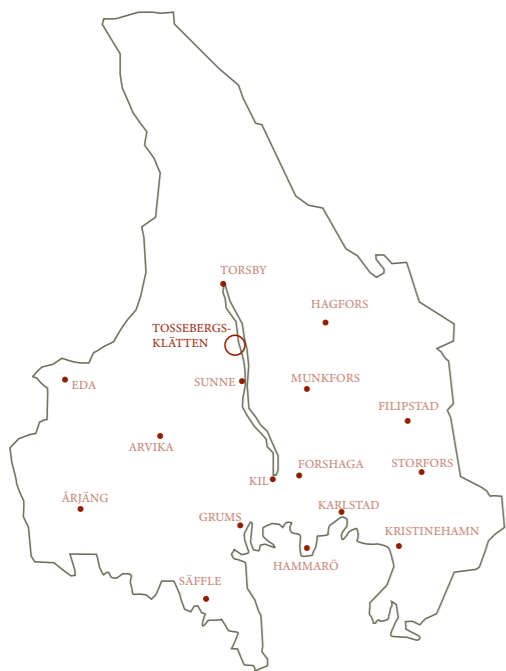 TORSBY
HAGFORS
TOSSEBERGS-
KLÄTTEN
EDA
SUNNE
MUNKFORS
FILIPSTAD
ARVIKA
KIL
FORSHAGA
STORFORS
ÅRJÄNG
KARLSTAD
GRUMS
KRISTINEHAMN
HAMMARÖ
SÄFFLE